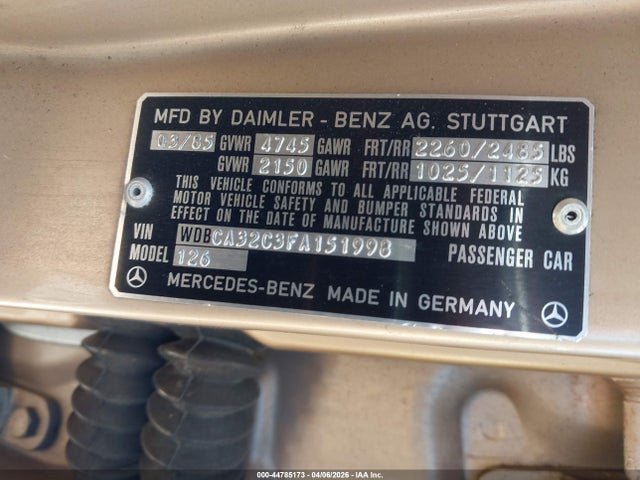 MFD BY DAIMLER - BENZ AG. STUTTGART
03/85 GVWR 4745 GAWR FRT/RR 2260/2485 LBS
GVWR 2150 GAWR FRT/RR 1025/1125 KG
THIS VEHICLE CONFORMS TO ALL APPLICABLE FEDERAL
MOTOR VEHICLE SAFETY AND BUMPER STANDARDS IN
EFFECT ON THE DATE OF MANUFACTURE SHOWN ABOVE
VIN WDBCA32C3FA151998
MODEL 126 PASSENGER CAR
MERCEDES-BENZ MADE IN GERMANY
000-44785173 - 04/06/2026 - IAA Inc.